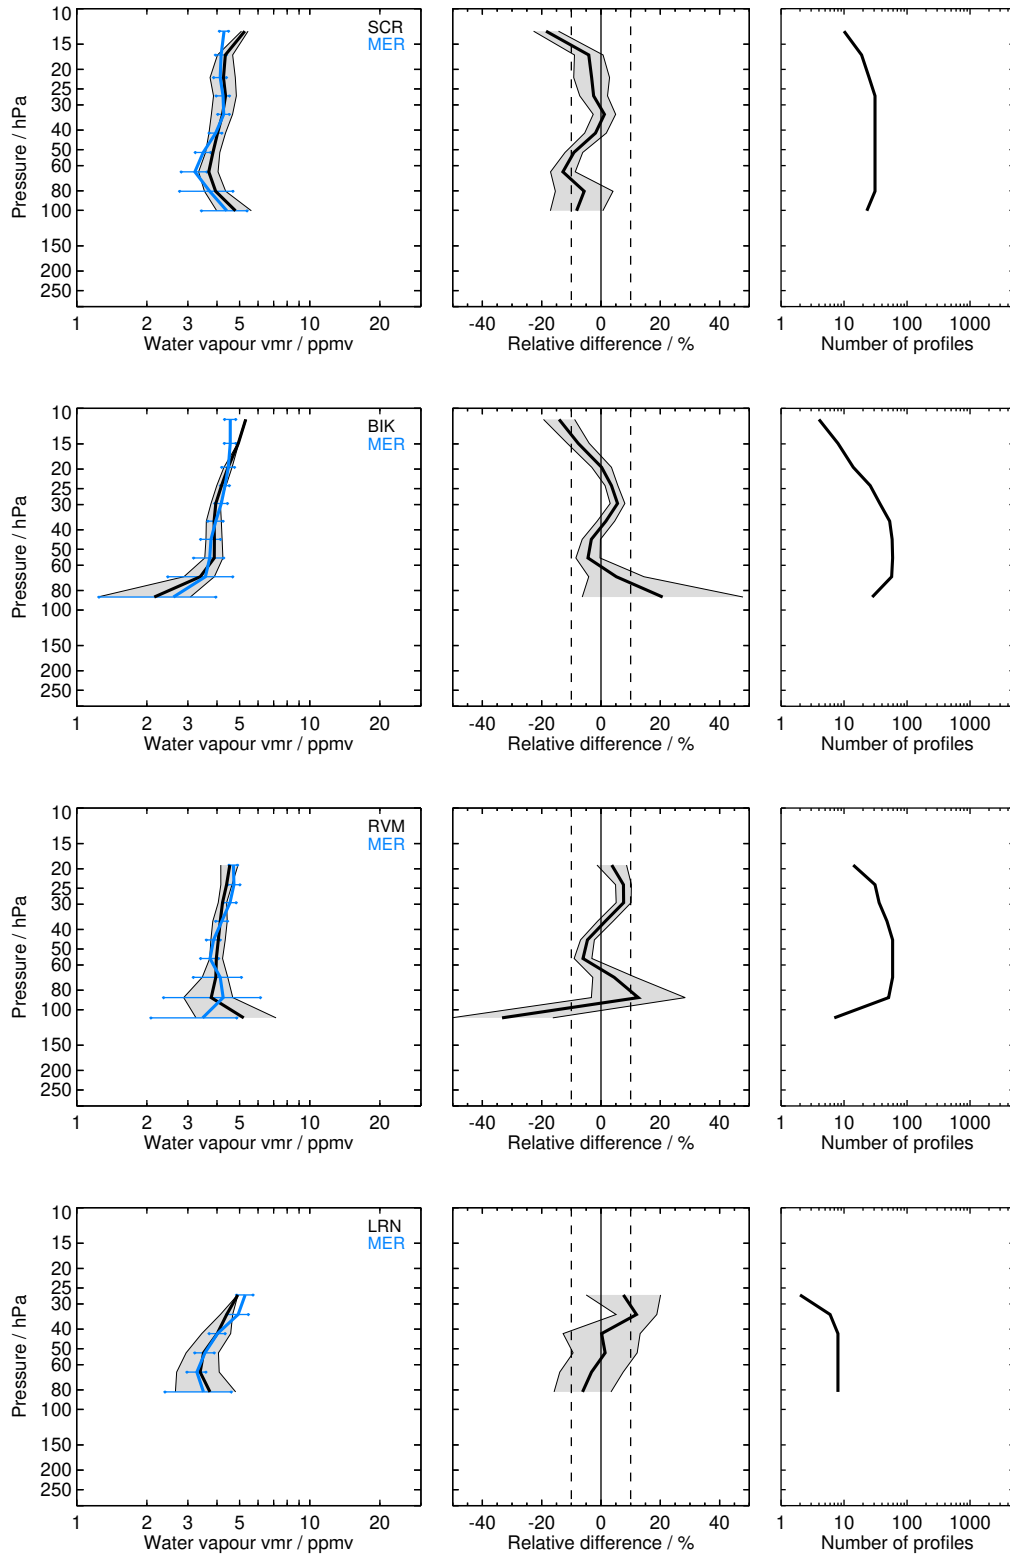 10
15
20
25
30
40
50
60
80
100
150
200
250
Pressure / hPa
SCR
MER
1 2 3 5 10 20
Water vapour vmr / ppmv
-40 -20 0 20 40
Relative difference / %
1 10 100 1000
Number of profiles
10
15
20
25
30
40
50
60
80
100
150
200
250
Pressure / hPa
BIK
MER
1 2 3 5 10 20
Water vapour vmr / ppmv
-40 -20 0 20 40
Relative difference / %
1 10 100 1000
Number of profiles
10
15
20
25
30
40
50
60
80
100
150
200
250
Pressure / hPa
RVM
MER
1 2 3 5 10 20
Water vapour vmr / ppmv
-40 -20 0 20 40
Relative difference / %
1 10 100 1000
Number of profiles
10
15
20
25
30
40
50
60
80
100
150
200
250
Pressure / hPa
LRN
MER
1 2 3 5 10 20
Water vapour vmr / ppmv
-40 -20 0 20 40
Relative difference / %
1 10 100 1000
Number of profiles